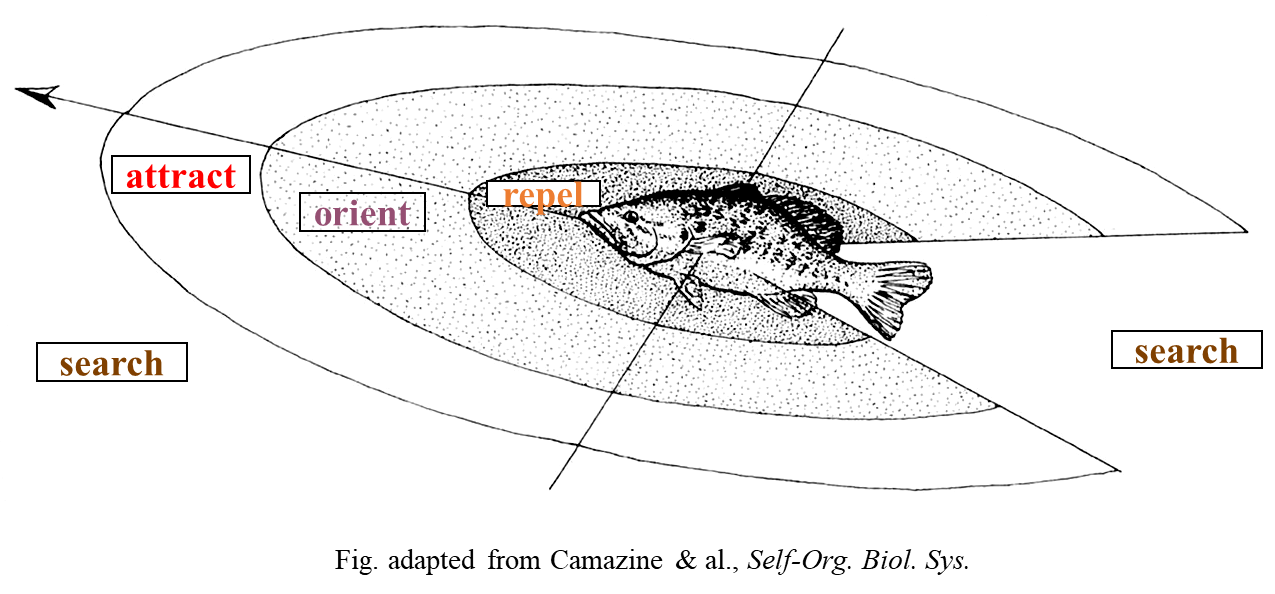 attract
repel
orient
search
search
Fig. adapted from Camazine & al., Self-Org. Biol. Sys.